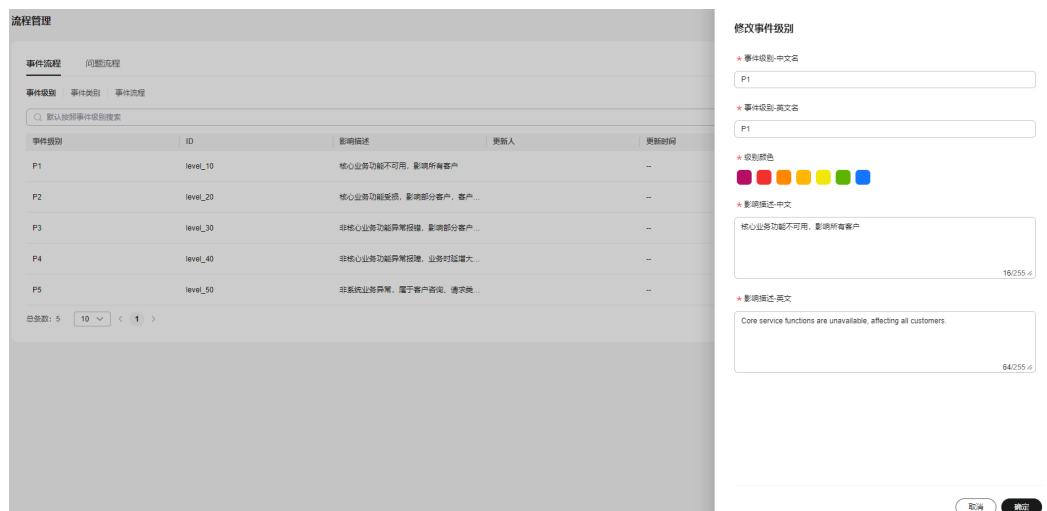 流程管理
事件流程 问题流程
事件级别 事件类别 事件流程
默认按照事件级别搜索
事件级别 ID 影响描述 更新人 更新时间
P1 level_10 核心业务功能不可用，影响所有客户 --
P2 level_20 核心业务功能受损，影响部分客户，客户... --
P3 level_30 非核心业务功能异常报错，影响部分客户... --
P4 level_40 非核心业务功能异常报障，业务时延增大... --
P5 level_50 非系统业务异常，属于客户咨询、请求类... --
总条数：5 10 < 1 >
修改事件级别
* 事件级别-中文名
P1
* 事件级别-英文名
P1
* 级别颜色
* 影响描述-中文
核心业务功能不可用，影响所有客户
16/255
* 影响描述-英文
Core service functions are unavailable, affecting all customers.
64/255
取消 确定